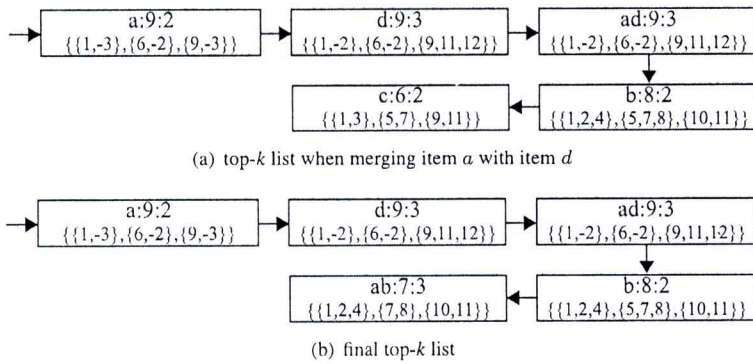 a:9:2 d:9:3 ad:9:3
{{1,-3},{6,-2},{9,-3}} {{1,-2},{6,-2},{9,11,12}} {{1,-2},{6,-2},{9,11,12}}
c:6:2 b:8:2
{{1,3},{5,7},{9,11}} {{1,2,4},{5,7,8},{10,11}}
(a) top-k list when merging item a with item d
a:9:2 d:9:3 ad:9:3
{{1,-3},{6,-2},{9,-3}} {{1,-2},{6,-2},{9,11,12}} {{1,-2},{6,-2},{9,11,12}}
ab:7:3 b:8:2
{{1,2,4},{7,8},{10,11}} {{1,2,4},{5,7,8},{10,11}}
(b) final top-k list